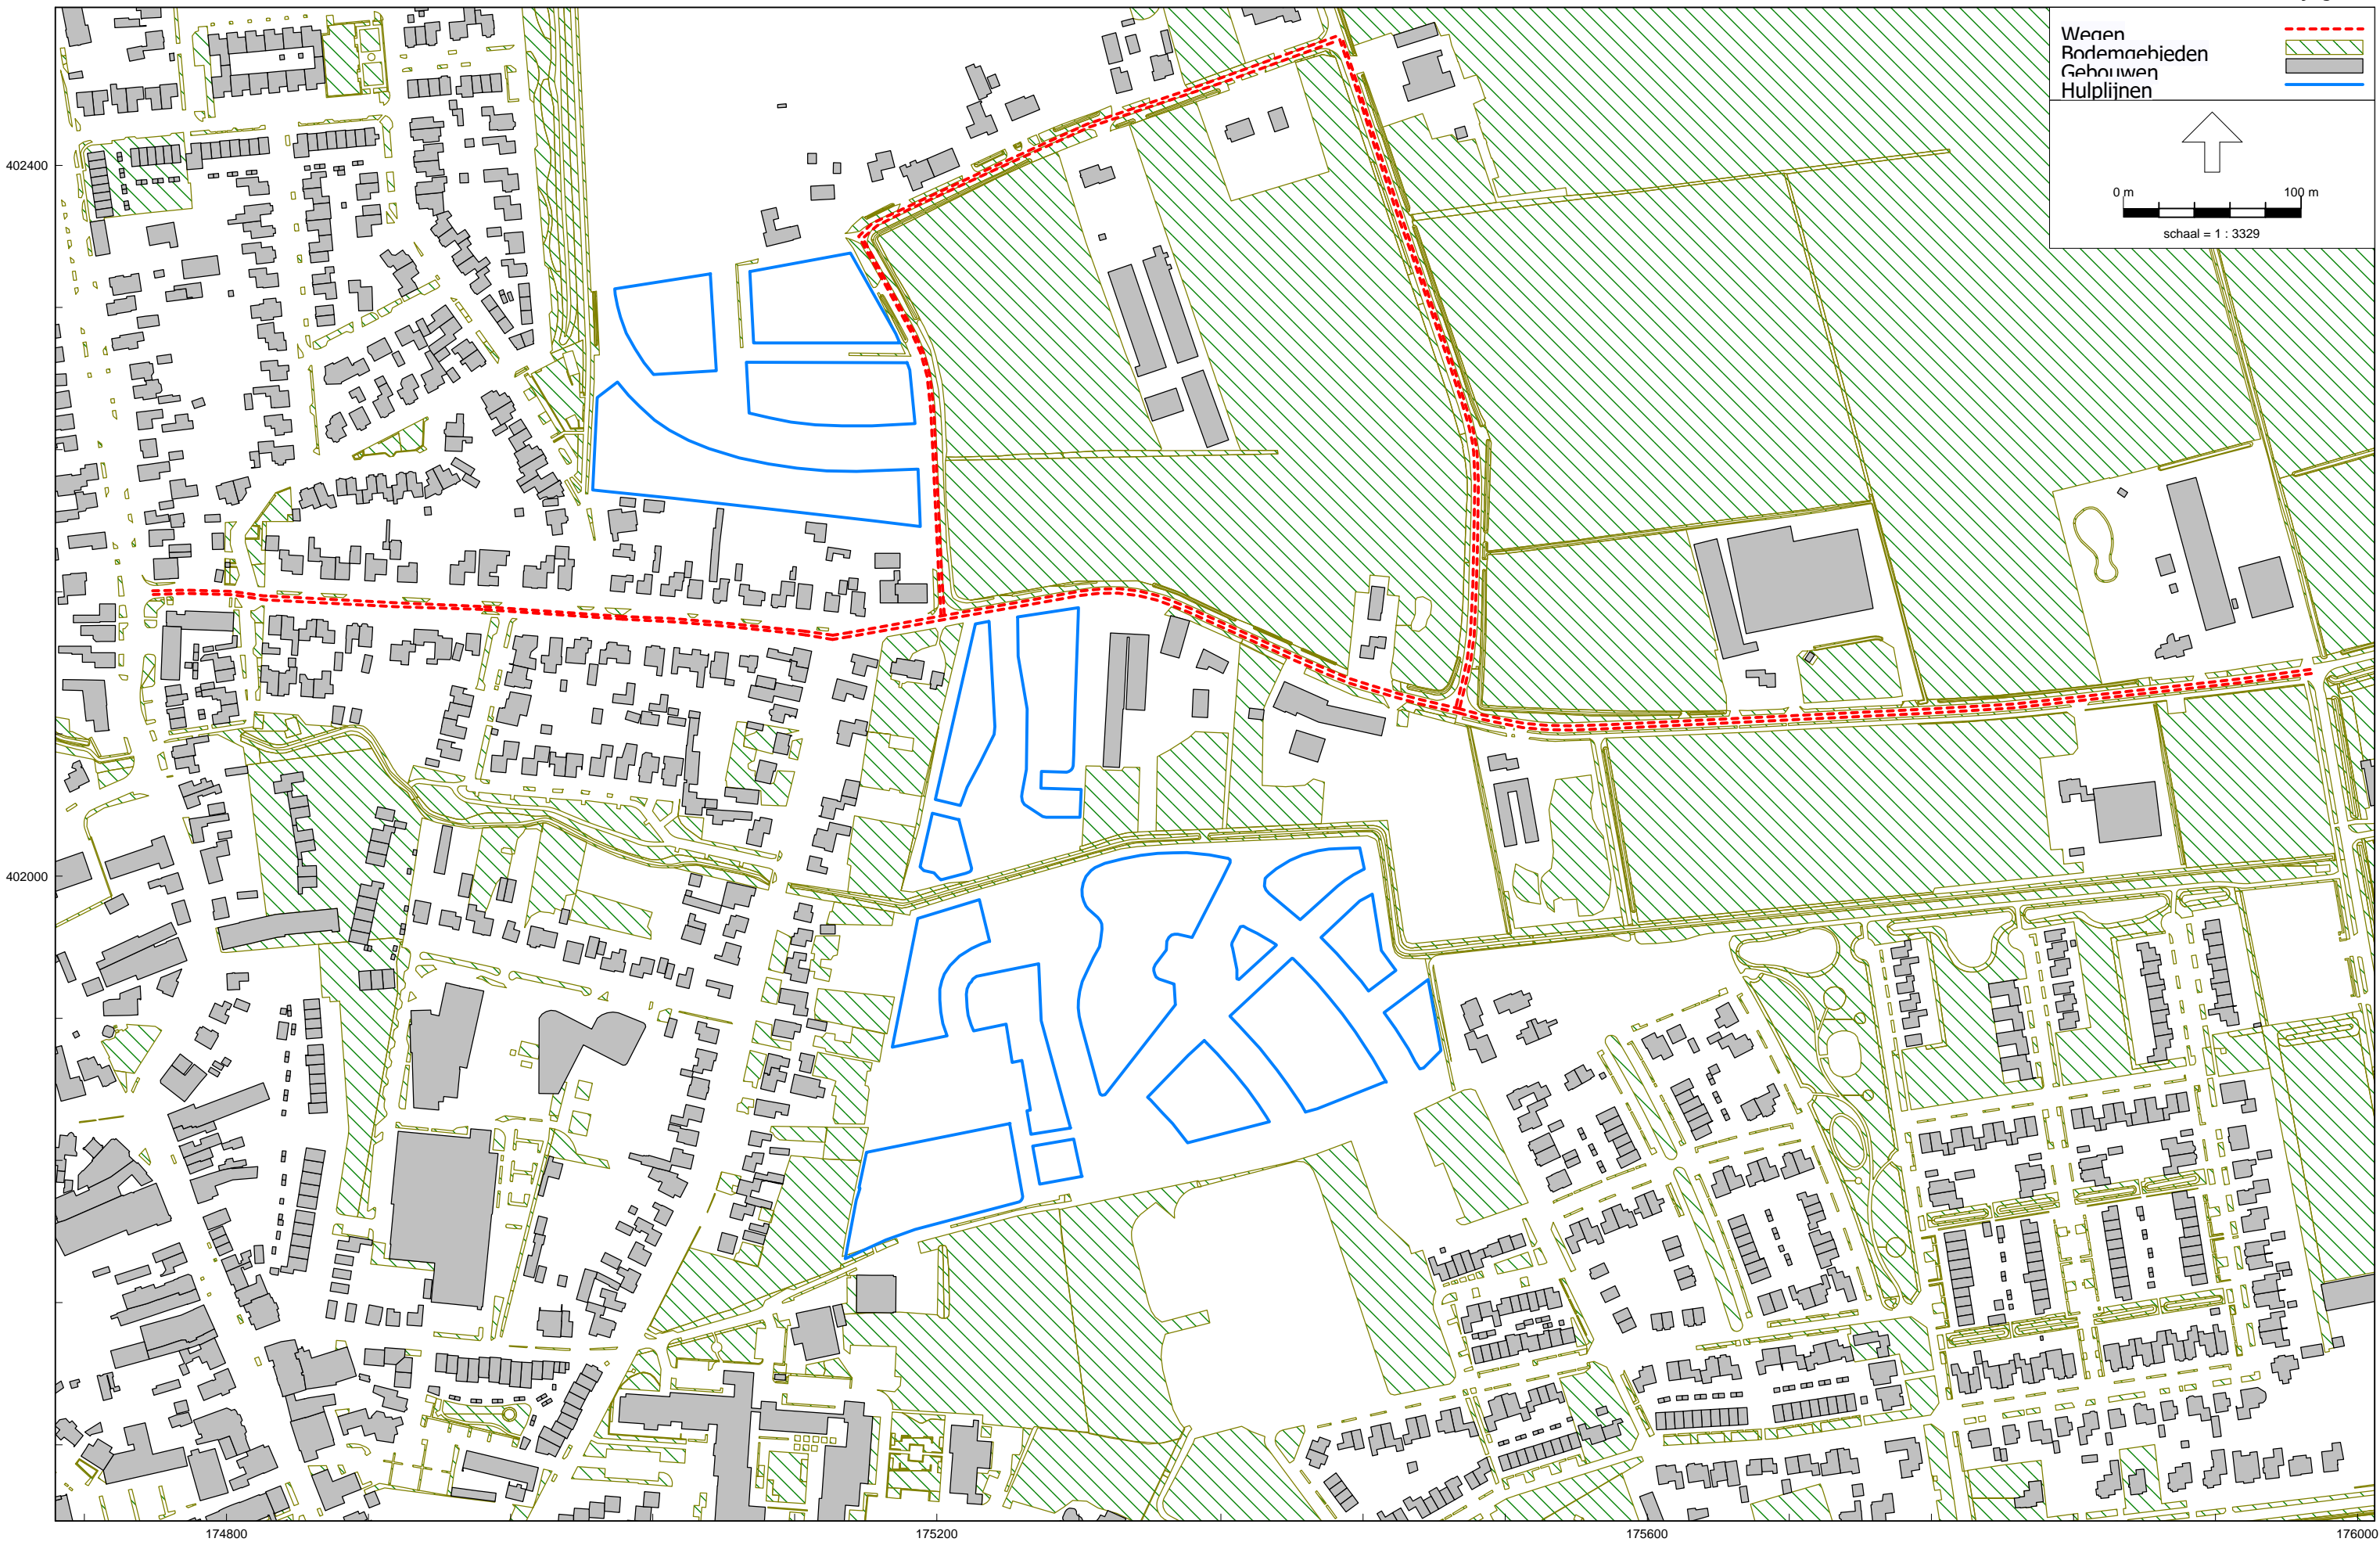 Wegen
Bodemgebieden
Gebouwen
Hulplijnen
0 m 100 m
schaal = 1 : 3329
402400
402000
174800 175200 175600 176000